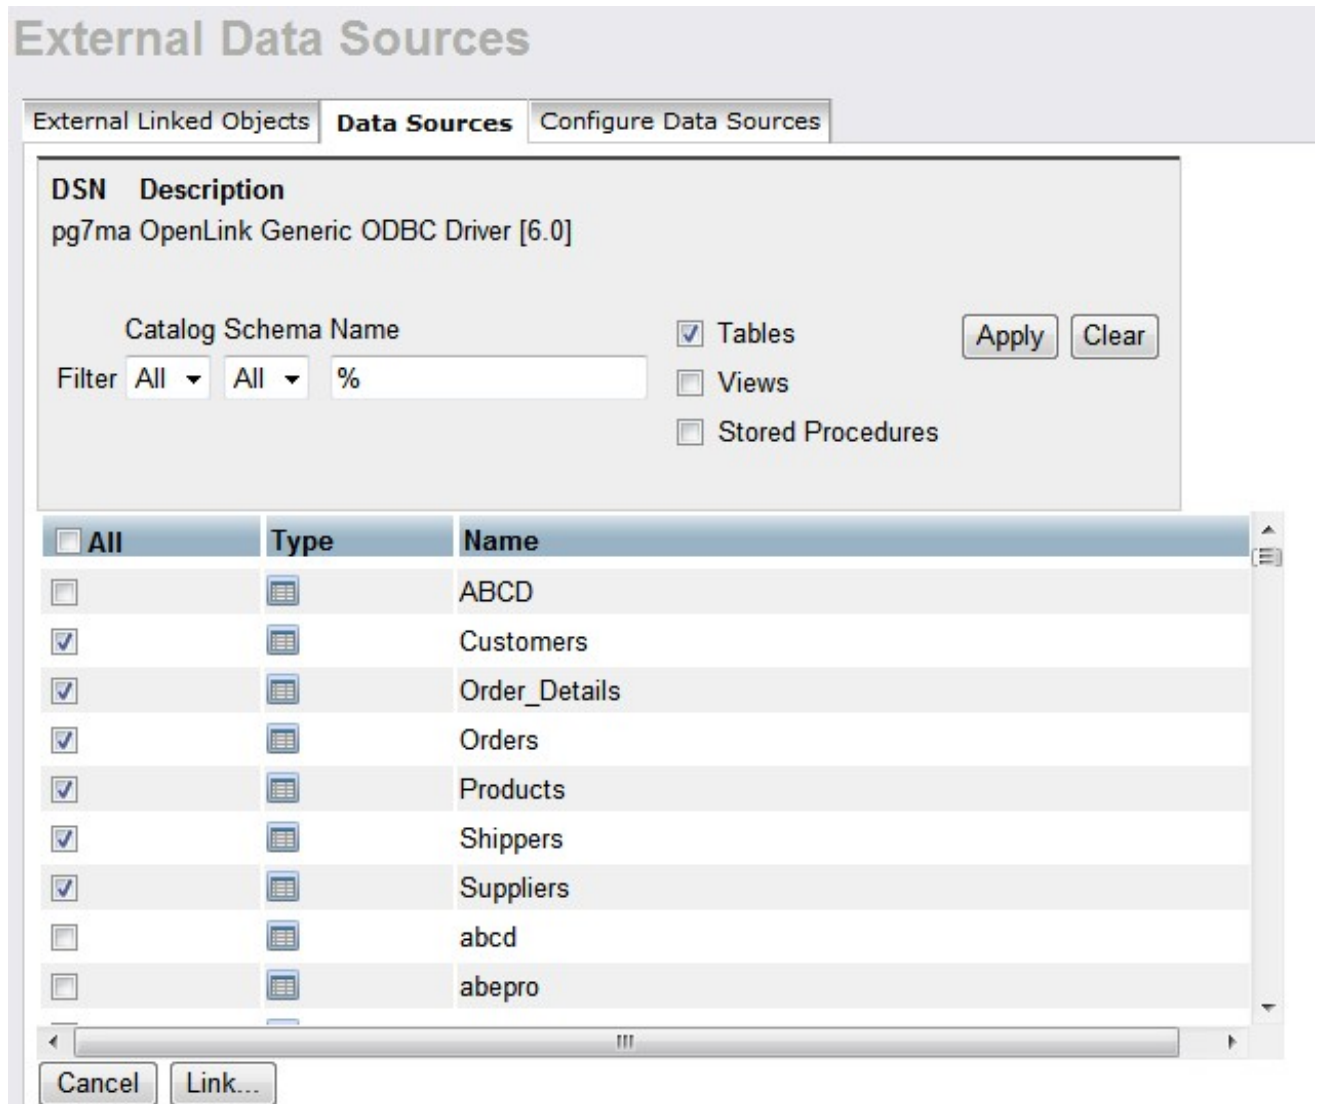 External Data Sources
External Linked Objects Data Sources Configure Data Sources
DSN Description
pg7ma OpenLink Generic ODBC Driver [6.0]
Catalog Schema Name
Filter All All %
Tables
Views
Stored Procedures
Apply Clear
All Type Name
ABCD
Customers
Order_Details
Orders
Products
Shippers
Suppliers
abcd
abepro
Cancel Link...